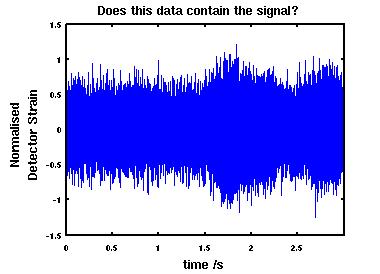 Does this data contain the signal?
1.5
1
0.5
0
-0.5
-1
-1.5
Normalised
Detector Strain
0 0.5 1 1.5 2 2.5
time /s